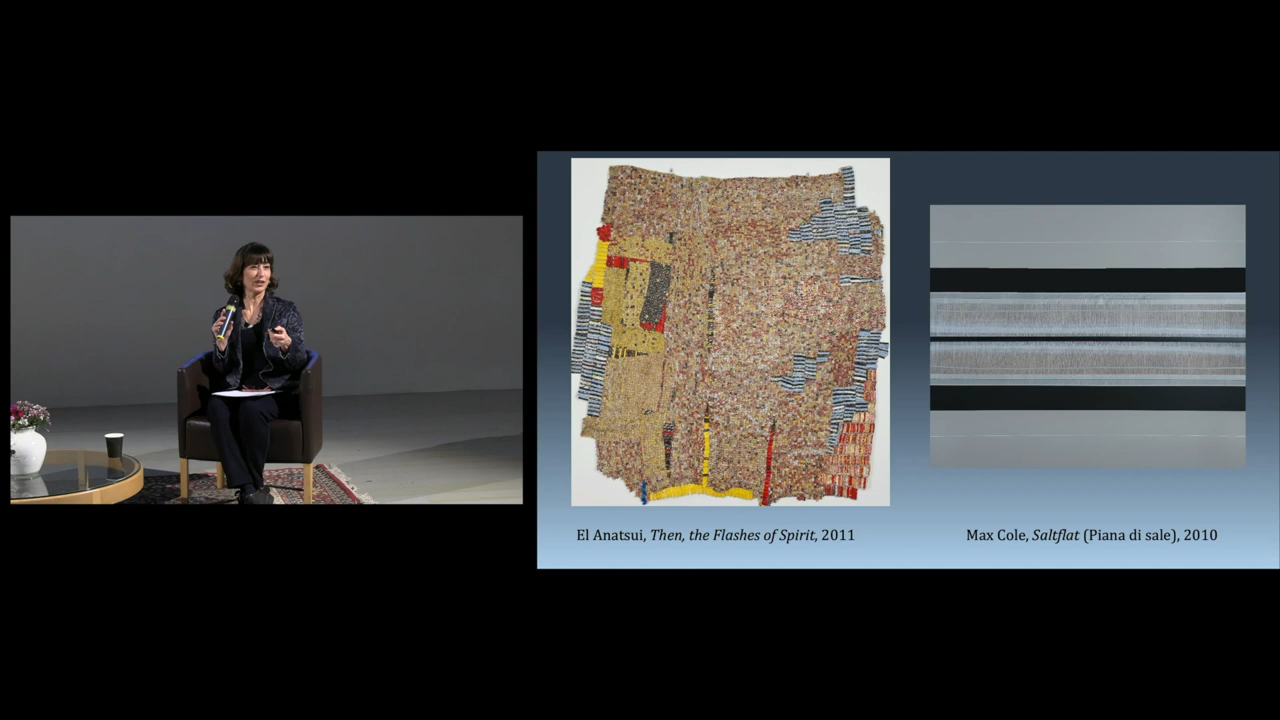 El Anatsui, Then, the Flashes of Spirit, 2011
Max Cole, Saltflat (Piana di sale), 2010